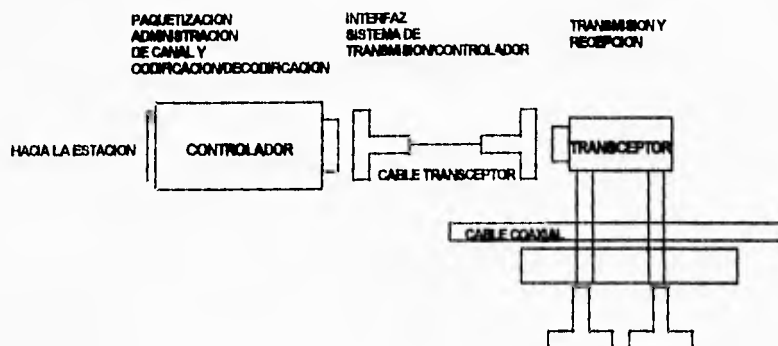 PAQUETIZACION
ADMINISTRACION
DE CANAL Y
CODIFICACION/DECODIFICACION
INTERFAZ
SISTEMA DE
TRANSMISION/CONTROLADOR
TRANSMISION Y
RECEPCION
HACIA LA ESTACION
CONTROLADOR
CABLE TRANSCEPTOR
TRANSCEPTOR
CABLE COAXIAL